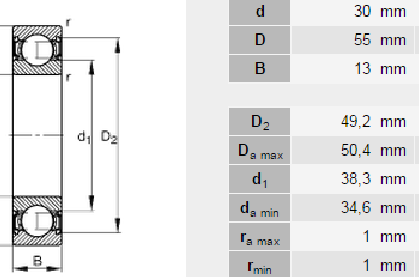 r
r
d1 D2
B
d 30 mm
D 55 mm
B 13 mm
D2 49,2 mm
Da max 50,4 mm
d1 38,3 mm
da min 34,6 mm
ra max 1 mm
rmin 1 mm